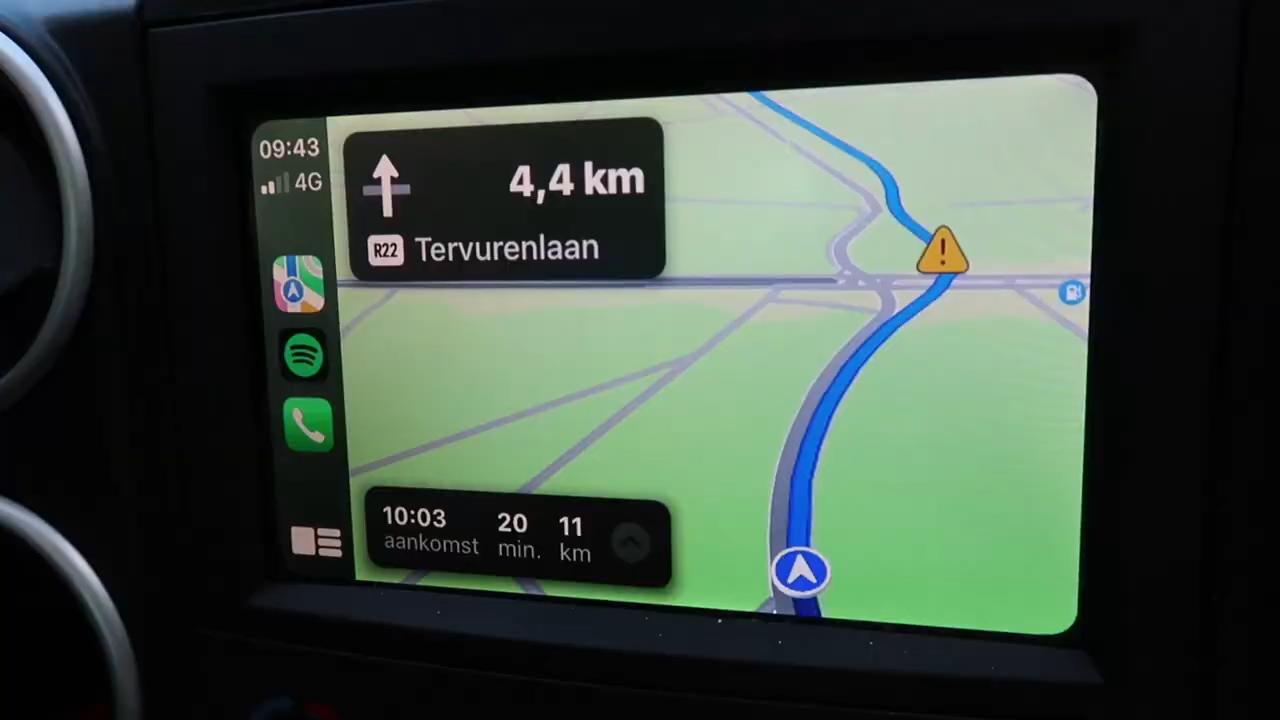 09:43
4G
4,4 km
R22 Tervurenlaan
10:03 20 11
aankomst min. km